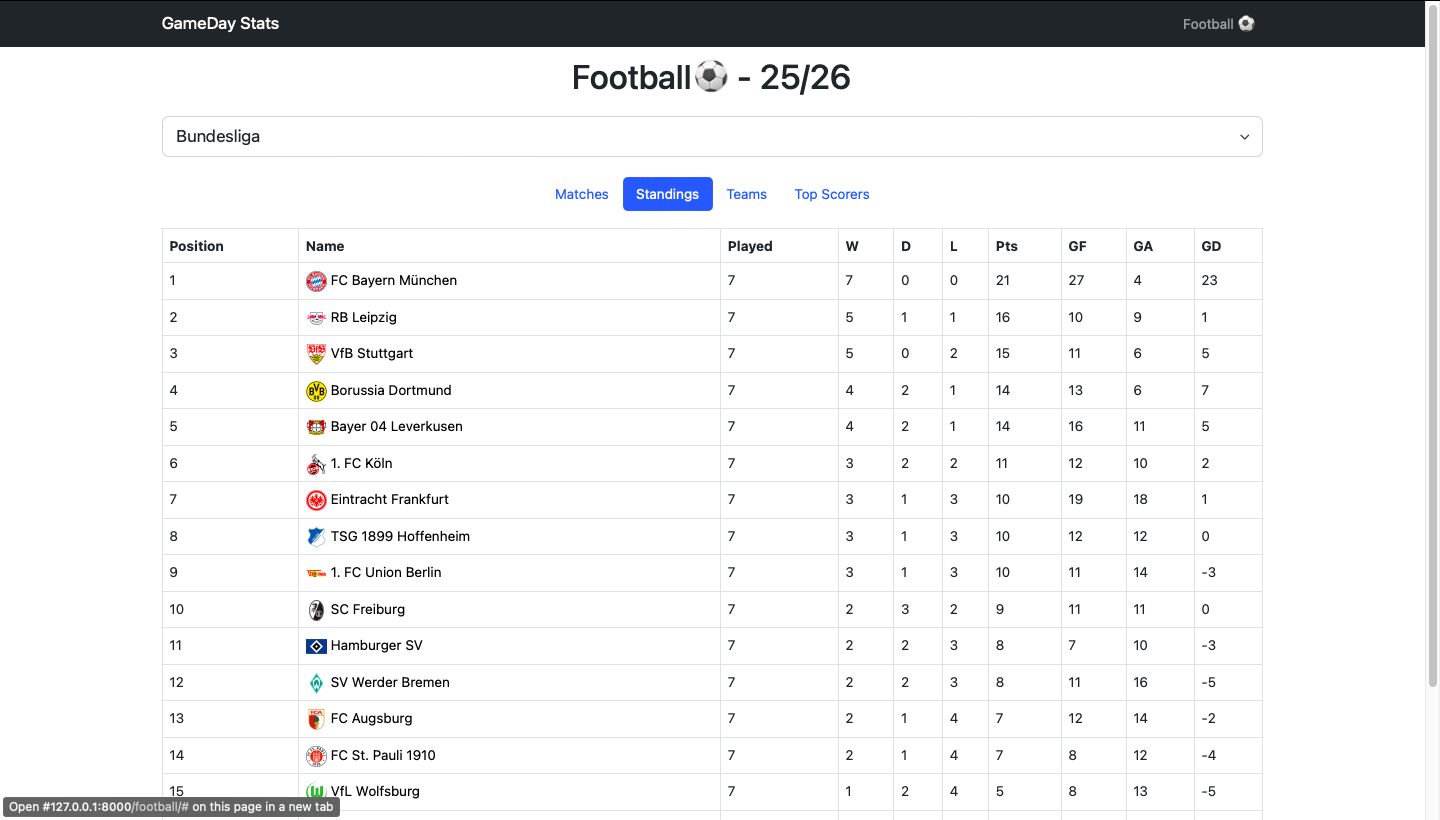 GameDay Stats
Football ⚽
Football⚽ - 25/26
Bundesliga
Matches Standings Teams Top Scorers
Position Name Played W D L Pts GF GA GD
1 FC Bayern München 7 7 0 0 21 27 4 23
2 RB Leipzig 7 5 1 1 16 10 9 1
3 VfB Stuttgart 7 5 0 2 15 11 6 5
4 Borussia Dortmund 7 4 2 1 14 13 6 7
5 Bayer 04 Leverkusen 7 4 2 1 14 16 11 5
6 1. FC Köln 7 3 2 2 11 12 10 2
7 Eintracht Frankfurt 7 3 1 3 10 19 18 1
8 TSG 1899 Hoffenheim 7 3 1 3 10 12 12 0
9 1. FC Union Berlin 7 3 1 3 10 11 14 -3
10 SC Freiburg 7 2 3 2 9 11 11 0
11 Hamburger SV 7 2 2 3 8 7 10 -3
12 SV Werder Bremen 7 2 2 3 8 11 16 -5
13 FC Augsburg 7 2 1 4 7 12 14 -2
14 FC St. Pauli 1910 7 2 1 4 7 8 12 -4
15 VfL Wolfsburg 7 1 2 4 5 8 13 -5
Open #127.0.0.1:8000/football/# on this page in a new tab